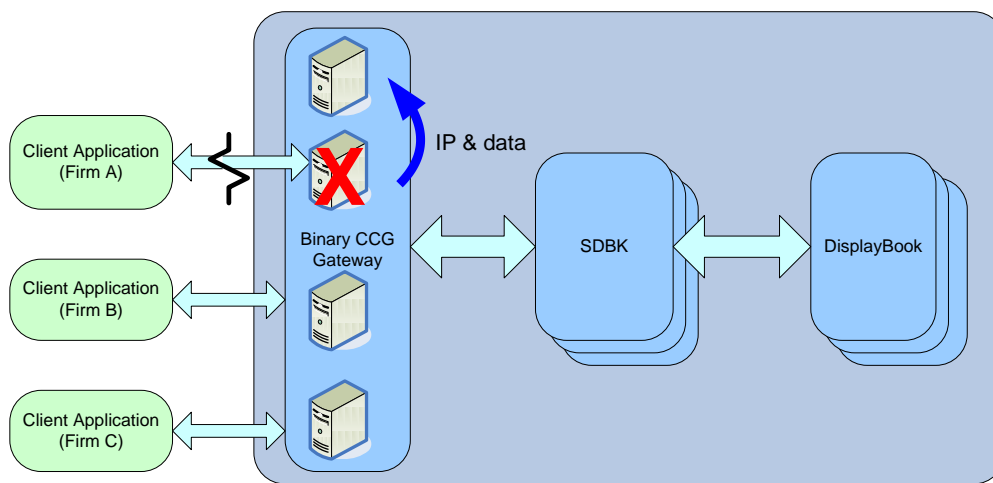 IP & data
Client Application
(Firm A)
Binary CCG
Gateway
SDBK
DisplayBook
Client Application
(Firm B)
Client Application
(Firm C)